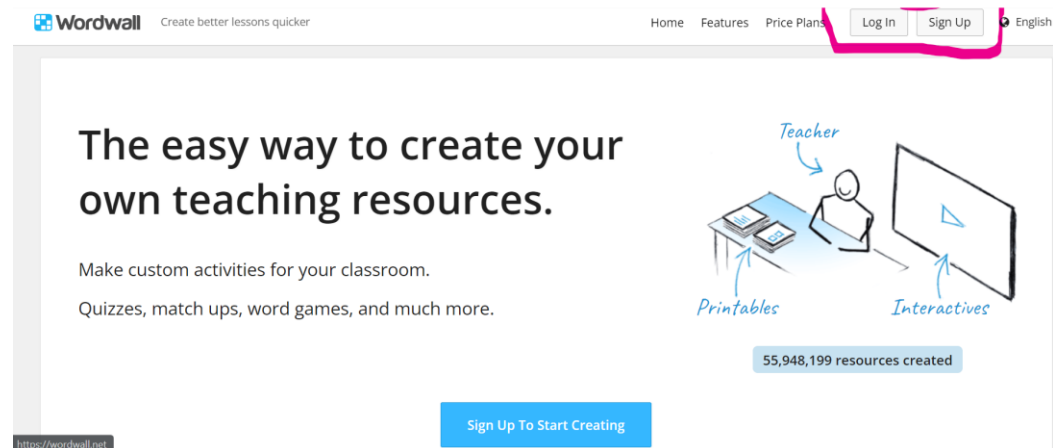 Wordwall Create better lessons quicker Home Features Price Plans Log In Sign Up English
The easy way to create your
own teaching resources.
Make custom activities for your classroom.
Quizzes, match ups, word games, and much more.
Teacher
Printables
Interactives
55,948,199 resources created
Sign Up To Start Creating
https://wordwall.net